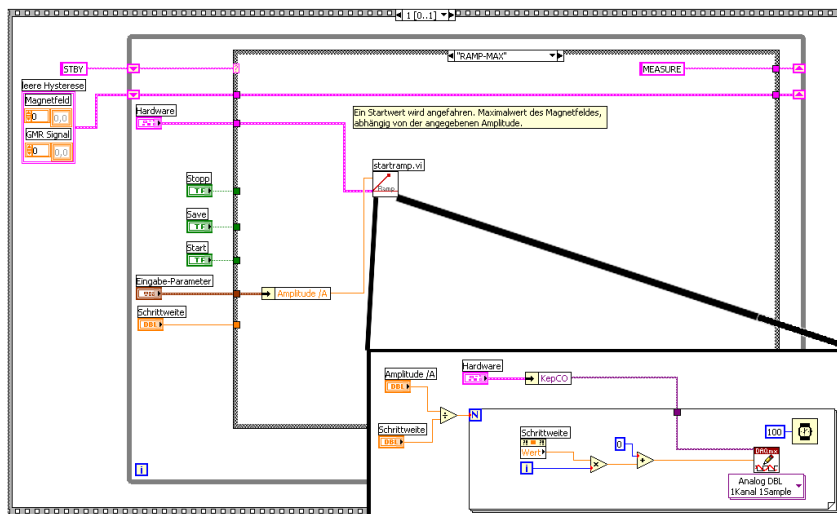 1 [0..1]
"RAMP-MAX"
STBY
MEASURE
leere Hysterese
Magnetfeld
0
0,0
GMR Signal
0
0,0
Hardware
Ein Startwert wird angefahren. Maximalwert des Magnetfeldes,
abhängig von der angegebenen Amplitude.
startramp.vi
Ramp
Stopp
TF
Save
TF
Start
TF
Eingabe-Parameter
Amplitude /A
Schrittweite
DBL
i
Hardware
KepCO
Amplitude /A
DBL
Schrittweite
DBL
N
Schrittweite
Wert
i
0
100
DAQmx
Analog DBL
1Kanal 1Sample